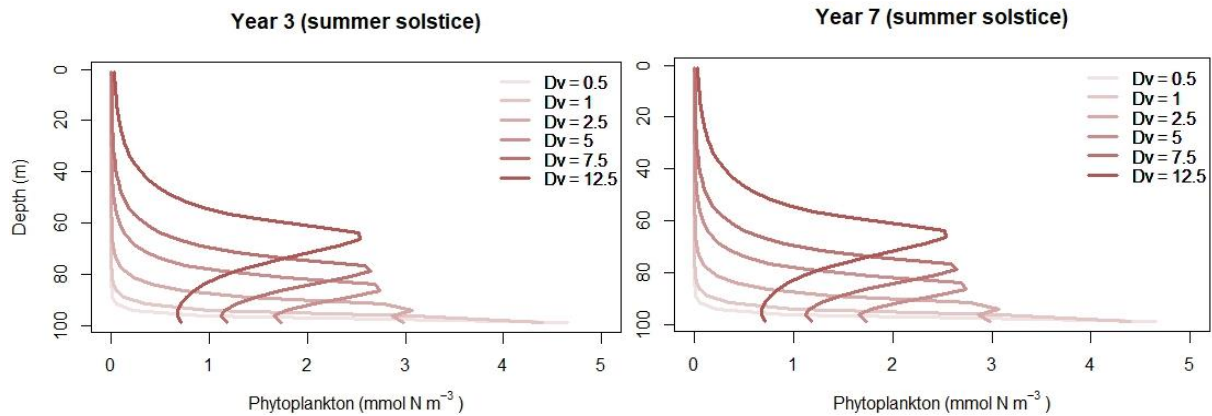 Year 3 (summer solstice)
Depth (m)
0
20
40
60
80
100
Dv = 0.5
Dv = 1
Dv = 2.5
Dv = 5
Dv = 7.5
Dv = 12.5
0 1 2 3 4 5
Phytoplankton (mmol N m⁻³ )
Year 7 (summer solstice)
0
20
40
60
80
100
Dv = 0.5
Dv = 1
Dv = 2.5
Dv = 5
Dv = 7.5
Dv = 12.5
0 1 2 3 4 5
Phytoplankton (mmol N m⁻³ )